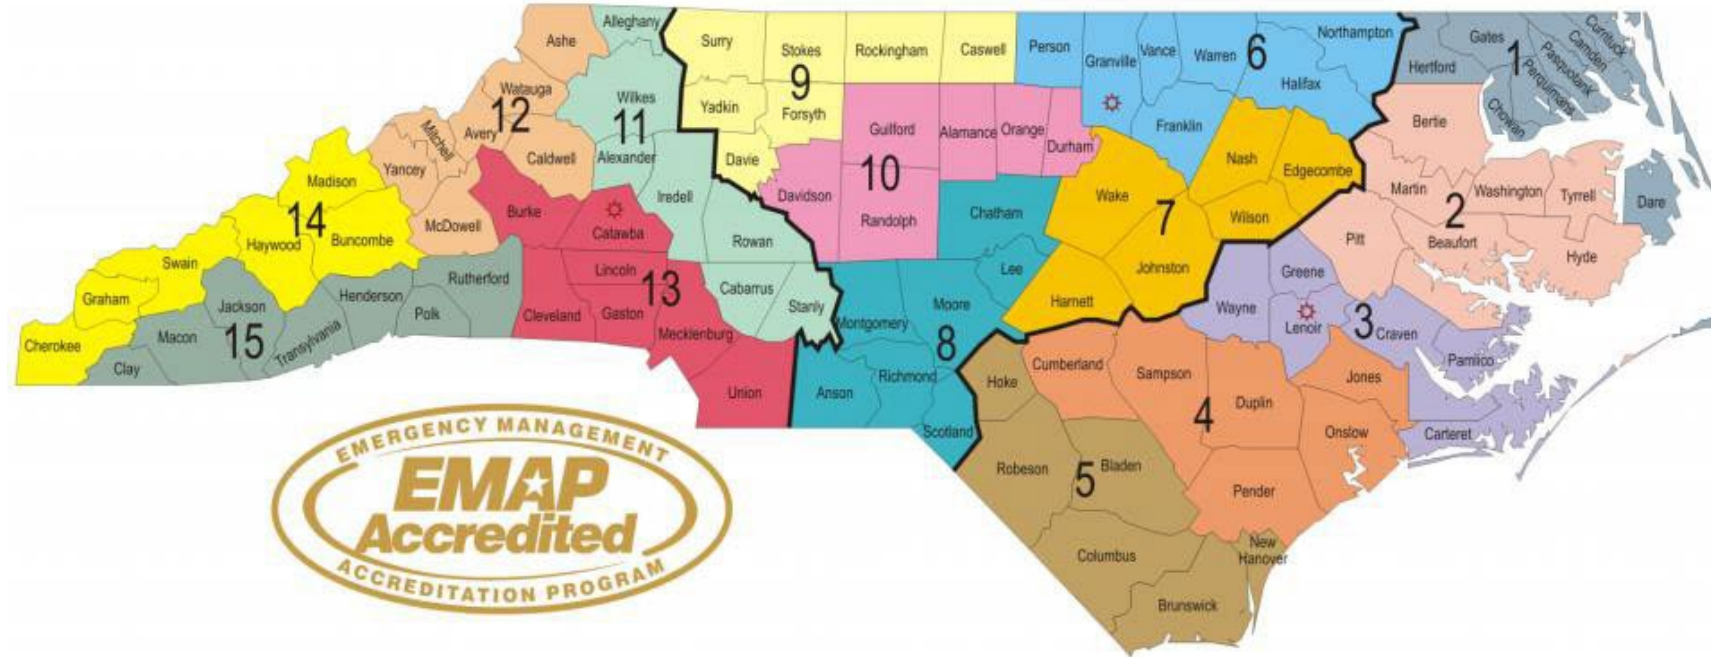 Alleghany
Ashe
Surry
Stokes
Rockingham
Caswell
Person
Granville
Vance
Warren
6
Northampton
Halifax
Gates
Hertford
1
Currituck
Camden
Pasquotank
Perquimans
Chowan
Watauga
12
Avery
Mitchell
Yancey
Caldwell
McDowell
Wilkes
11
Alexander
Iredell
Rowan
Cabarrus
Stanly
9
Yadkin
Forsyth
Davie
Davidson
Guilford
10
Randolph
Alamance
Orange
Durham
Franklin
Nash
Edgecombe
Wake
7
Wilson
Johnston
Harnett
Bertie
Martin
Washington
Tyrrell
Dare
2
Pitt
Beaufort
Hyde
Madison
14
Buncombe
Haywood
Swain
Graham
Cherokee
Burke
Catawba
Lincoln
13
Cleveland
Gaston
Mecklenburg
Union
Rutherford
Henderson
Polk
Jackson
Macon
15
Transylvania
Clay
Chatham
Lee
Moore
Montgomery
8
Richmond
Anson
Scotland
Greene
Wayne
Lenoir
3
Craven
Pamlico
Carteret
Hoke
Cumberland
Sampson
Duplin
Jones
4
Onslow
Pender
Robeson
5
Bladen
Columbus
New
Hanover
Brunswick
EMERGENCY MANAGEMENT
EMAP
Accredited
ACCREDITATION PROGRAM